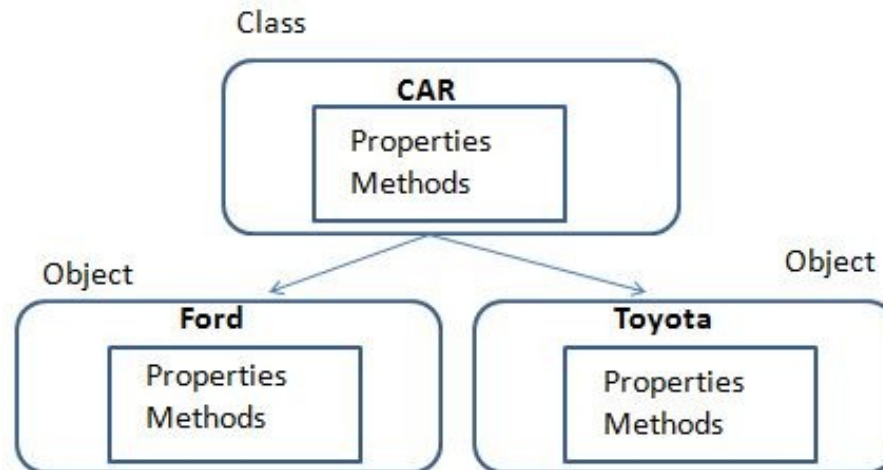 Class
CAR
Properties
Methods
Object
Object
Ford
Properties
Methods
Toyota
Properties
Methods